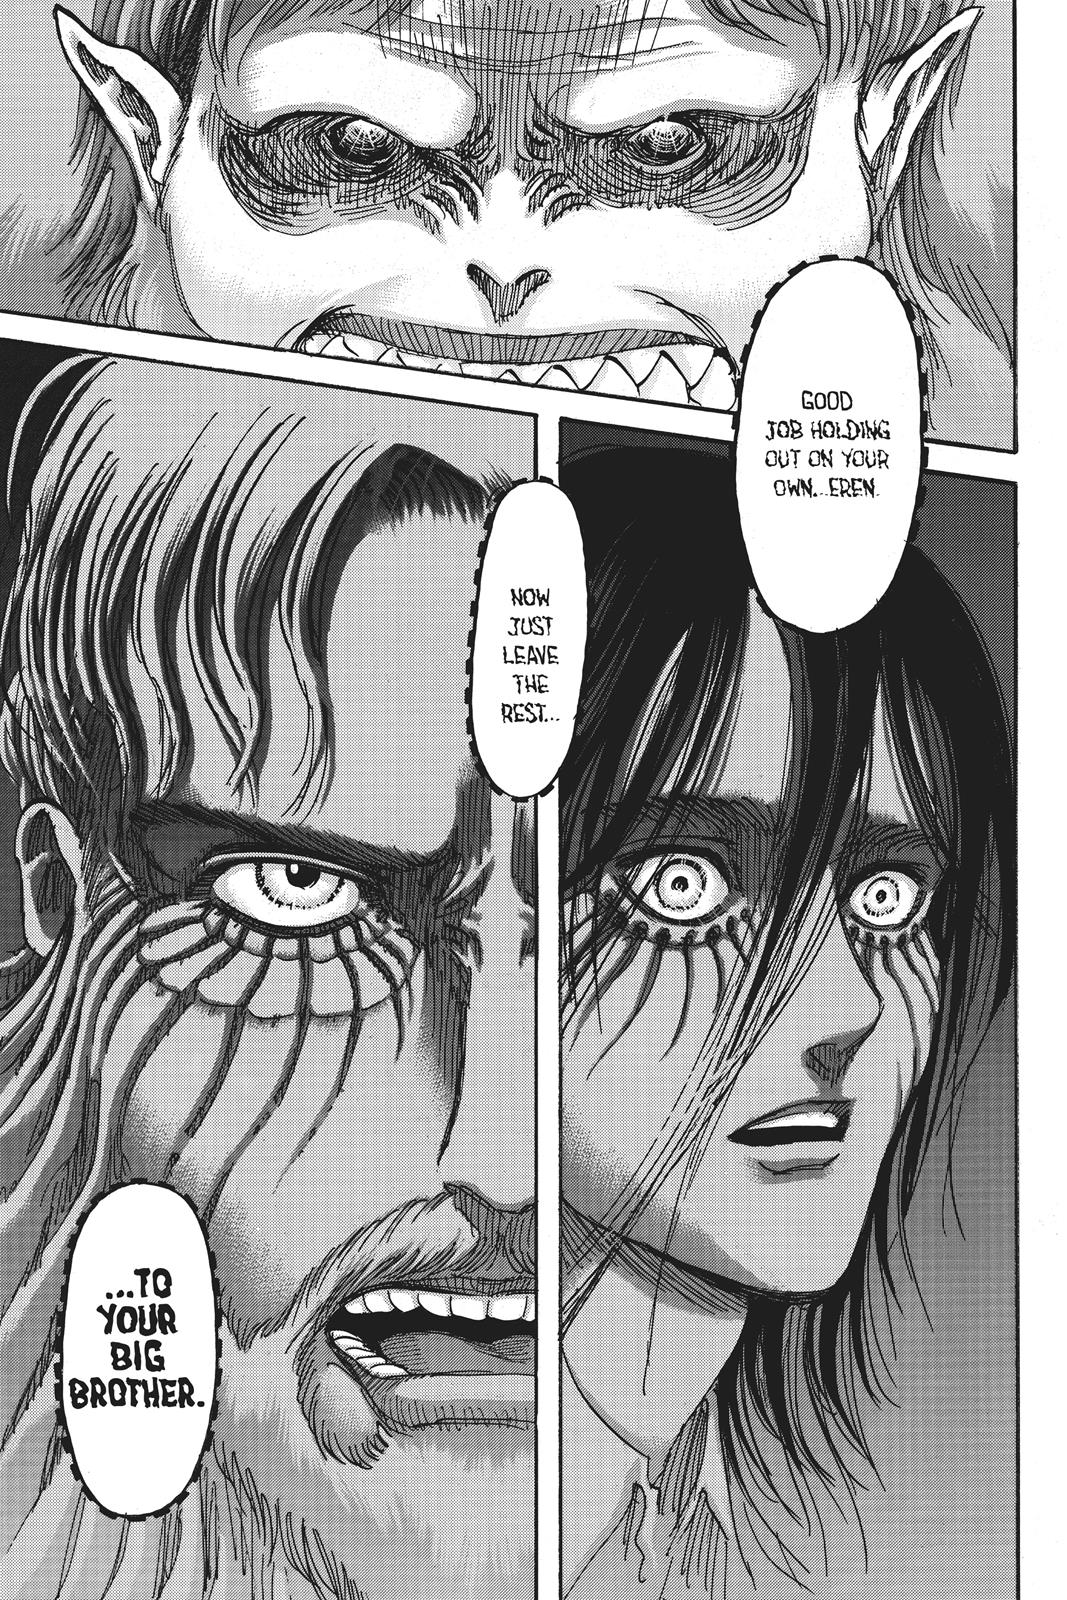 GOOD
JOB HOLDING
OUT ON YOUR
OWN...EREN.
NOW
JUST
LEAVE
THE
REST...
...TO
YOUR
BIG
BROTHER.